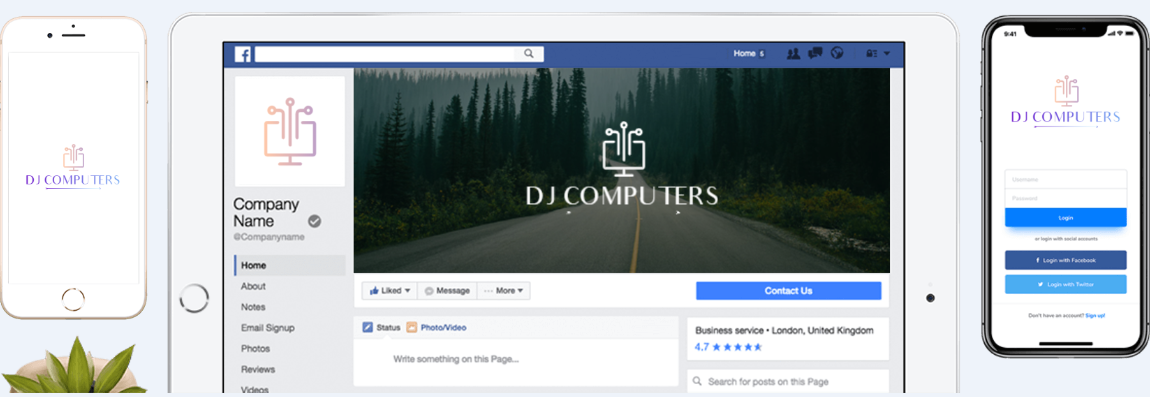 DJ COMPUTERS
f
Home 5
DJ COMPUTERS
Company
Name
@Companyname
Home
About
Notes
Email Signup
Photos
Reviews
Videos
Liked
Message
··· More
Contact Us
Status
Photo/Video
Write something on this Page...
Business service • London, United Kingdom
4.7 ★★★★★
Search for posts on this Page
9:41
DJ COMPUTERS
Username
Password
Login
or login with social accounts
f Login with Facebook
Login with Twitter
Don't have an account? Sign up!